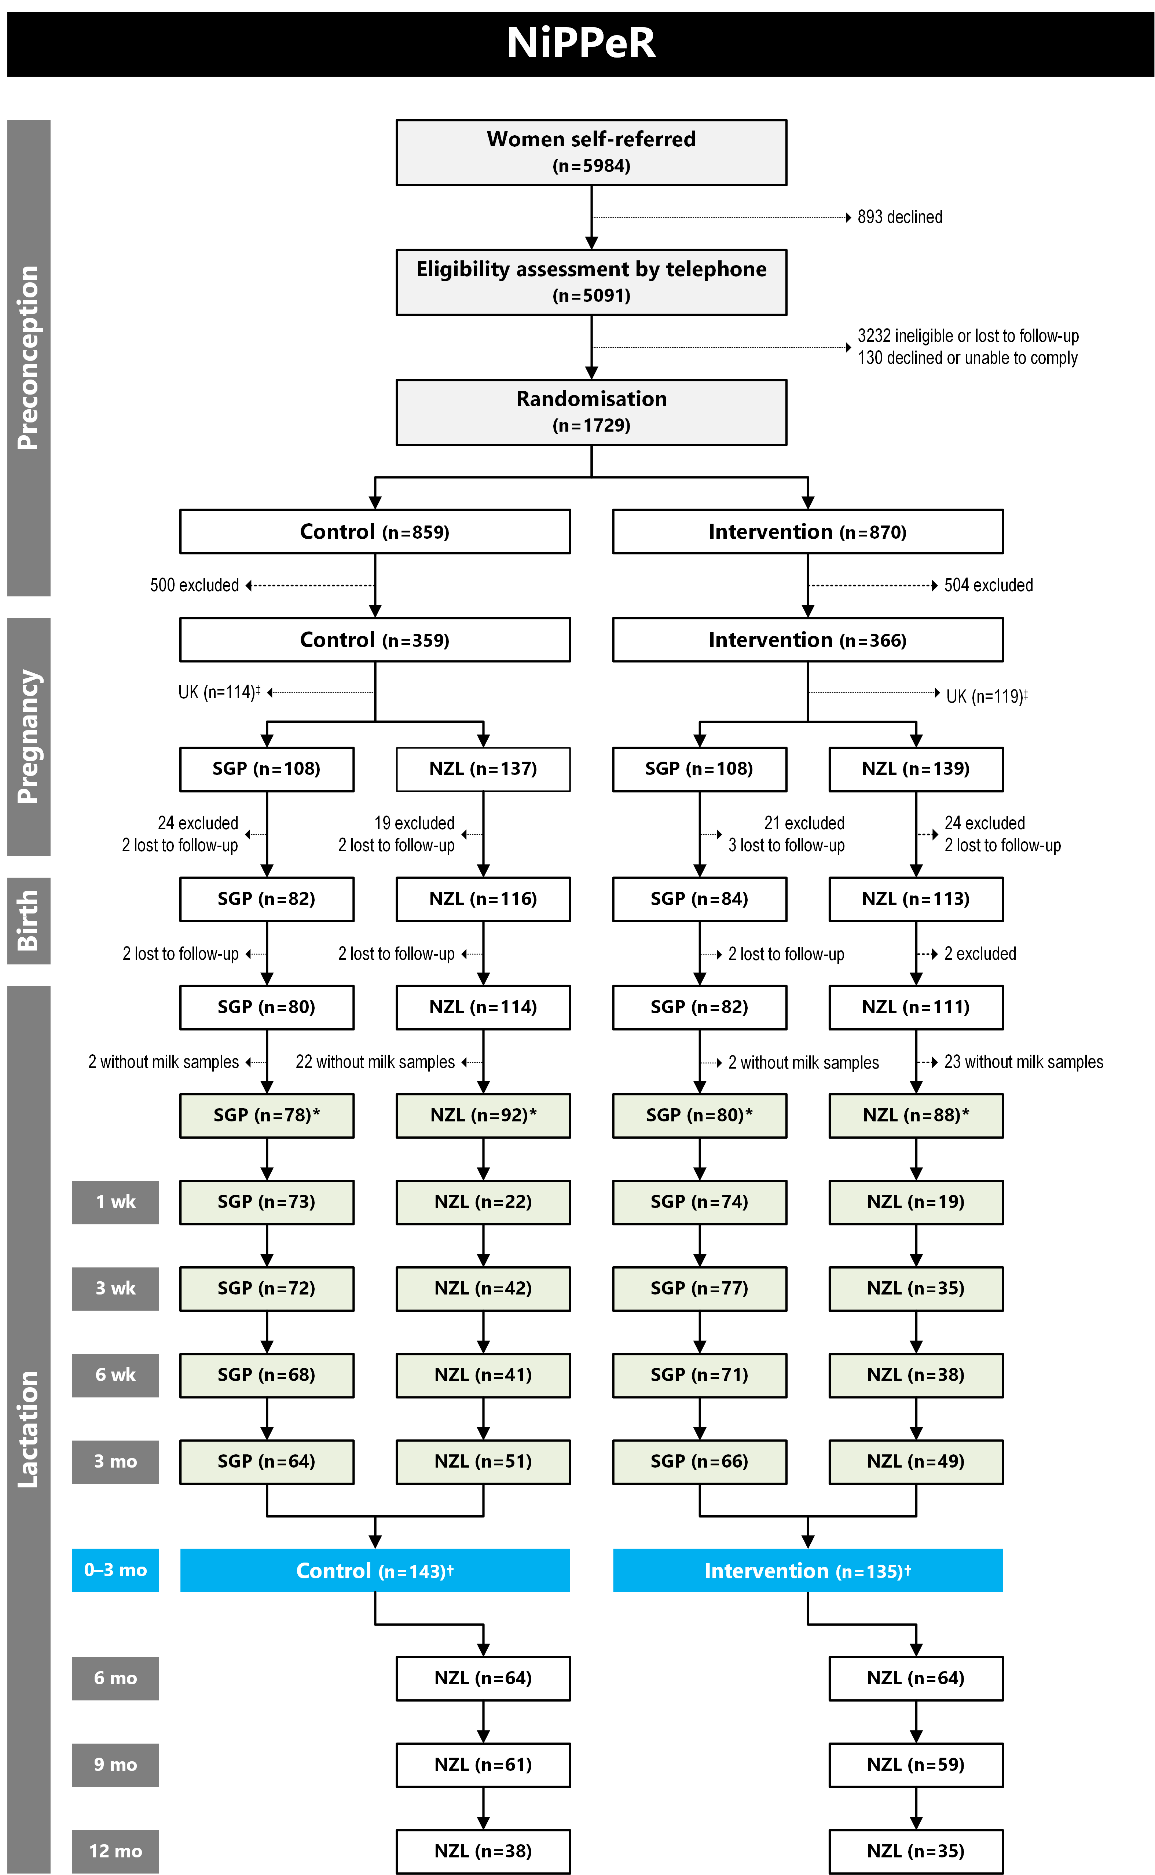 NiPPeR
Preconception
Women self-referred
(n=5984)
893 declined
Eligibility assessment by telephone
(n=5091)
3232 ineligible or lost to follow-up
130 declined or unable to comply
Randomisation
(n=1729)
Control (n=859)
Intervention (n=870)
500 excluded
504 excluded
Pregnancy
Control (n=359)
Intervention (n=366)
UK (n=114)‡
UK (n=119)‡
SGP (n=108)
NZL (n=137)
SGP (n=108)
NZL (n=139)
24 excluded
2 lost to follow-up
19 excluded
2 lost to follow-up
21 excluded
3 lost to follow-up
24 excluded
2 lost to follow-up
Birth
SGP (n=82)
NZL (n=116)
SGP (n=84)
NZL (n=113)
2 lost to follow-up
2 lost to follow-up
2 lost to follow-up
2 excluded
Lactation
SGP (n=80)
NZL (n=114)
SGP (n=82)
NZL (n=111)
2 without milk samples
22 without milk samples
2 without milk samples
23 without milk samples
SGP (n=78)*
NZL (n=92)*
SGP (n=80)*
NZL (n=88)*
1 wk
SGP (n=73)
NZL (n=22)
SGP (n=74)
NZL (n=19)
3 wk
SGP (n=72)
NZL (n=42)
SGP (n=77)
NZL (n=35)
6 wk
SGP (n=68)
NZL (n=41)
SGP (n=71)
NZL (n=38)
3 mo
SGP (n=64)
NZL (n=51)
SGP (n=66)
NZL (n=49)
0–3 mo
Control (n=143)†
Intervention (n=135)†
6 mo
NZL (n=64)
NZL (n=64)
9 mo
NZL (n=61)
NZL (n=59)
12 mo
NZL (n=38)
NZL (n=35)